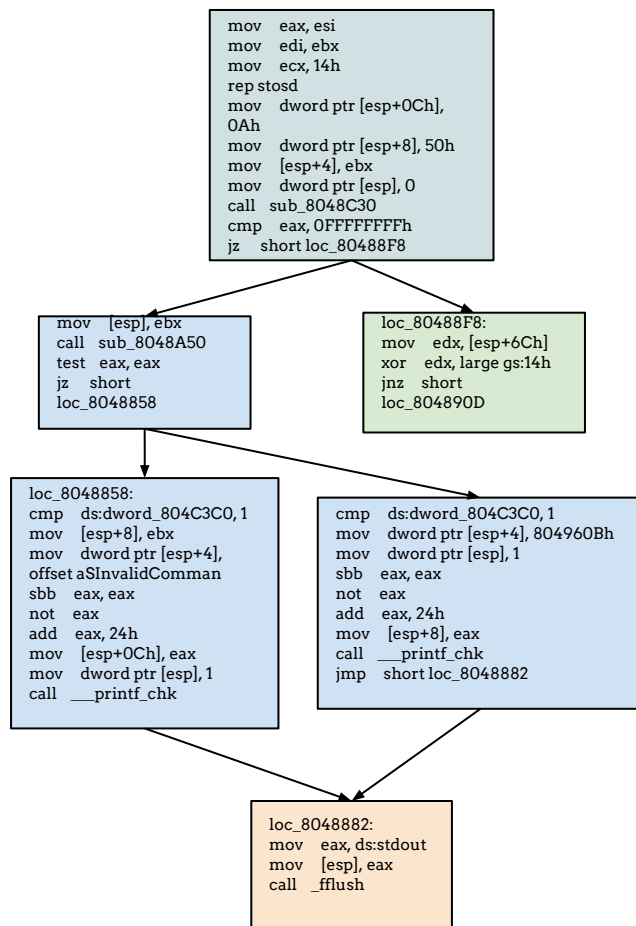 mov eax, esi
mov edi, ebx
mov ecx, 14h
rep stosd
mov dword ptr [esp+0Ch],
0Ah
mov dword ptr [esp+8], 50h
mov [esp+4], ebx
mov dword ptr [esp], 0
call sub_8048C30
cmp eax, 0FFFFFFFFh
jz short loc_80488F8
mov [esp], ebx
call sub_8048A50
test eax, eax
jz short
loc_8048858
loc_80488F8:
mov edx, [esp+6Ch]
xor edx, large gs:14h
jnz short
loc_804890D
loc_8048858:
cmp ds:dword_804C3C0, 1
mov [esp+8], ebx
mov dword ptr [esp+4],
offset aSInvalidComman
sbb eax, eax
not eax
add eax, 24h
mov [esp+0Ch], eax
mov dword ptr [esp], 1
call ___printf_chk
cmp ds:dword_804C3C0, 1
mov dword ptr [esp+4], 804960Bh
mov dword ptr [esp], 1
sbb eax, eax
not eax
add eax, 24h
mov [esp+8], eax
call ___printf_chk
jmp short loc_8048882
loc_8048882:
mov eax, ds:stdout
mov [esp], eax
call _fflush